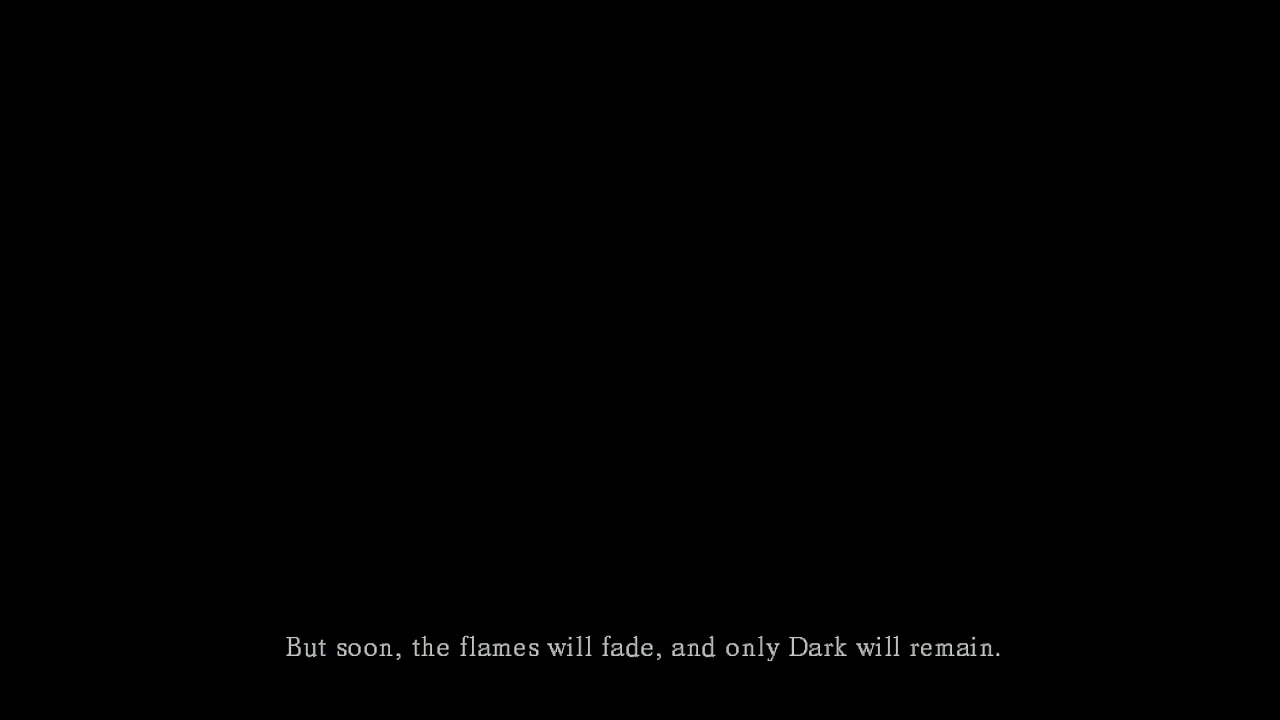 But soon, the flames will fade, and only Dark will remain.